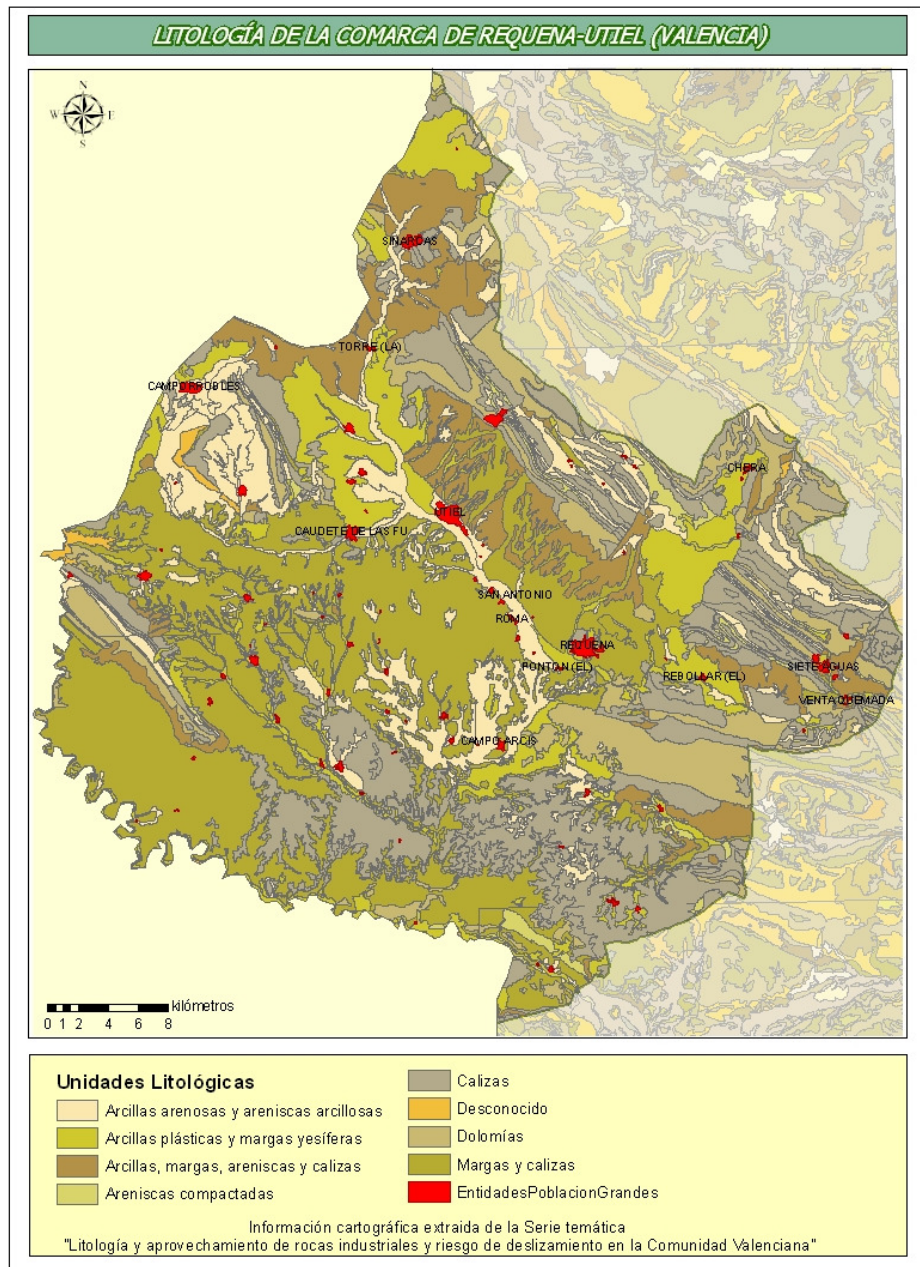 LITOLOGÍA DE LA COMARCA DE REQUENA-UTIEL (VALENCIA)
N
W E
S
SINARCAS
TORRE (LA)
CAMPORROBLES
CHERA
UTIEL
CAUDETE DE LAS FU
SAN ANTONIO
ROMA
REQUENA
PONTON (EL)
REBOLLAR (EL)
SIETE AGUAS
VENTA QUEMADA
CAMPO ARCIS
kilómetros
0 1 2 4 6 8
Unidades Litológicas
Arcillas arenosas y areniscas arcillosas
Arcillas plásticas y margas yesíferas
Arcillas, margas, areniscas y calizas
Areniscas compactadas
Calizas
Desconocido
Dolomías
Margas y calizas
EntidadesPoblacionGrandes
Información cartográfica extraida de la Serie temática
"Litología y aprovechamiento de rocas industriales y riesgo de deslizamiento en la Comunidad Valenciana"